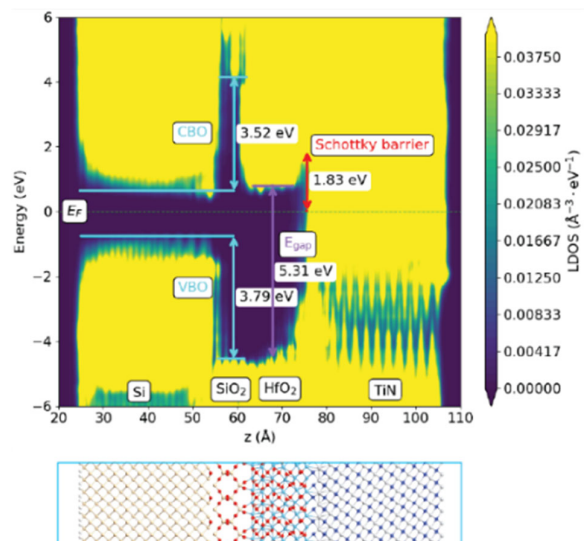 6
4
2
0
−2
−4
−6
Energy (eV)
CBO
3.52 eV
Schottky barrier
1.83 eV
E_F
E_gap
5.31 eV
VBO
3.79 eV
Si
SiO₂
HfO₂
TiN
20 30 40 50 60 70 80 90 100 110
z (Å)
0.03750
0.03333
0.02917
0.02500
0.02083
0.01667
0.01250
0.00833
0.00417
0.00000
LDOS (Å⁻³ · eV⁻¹)